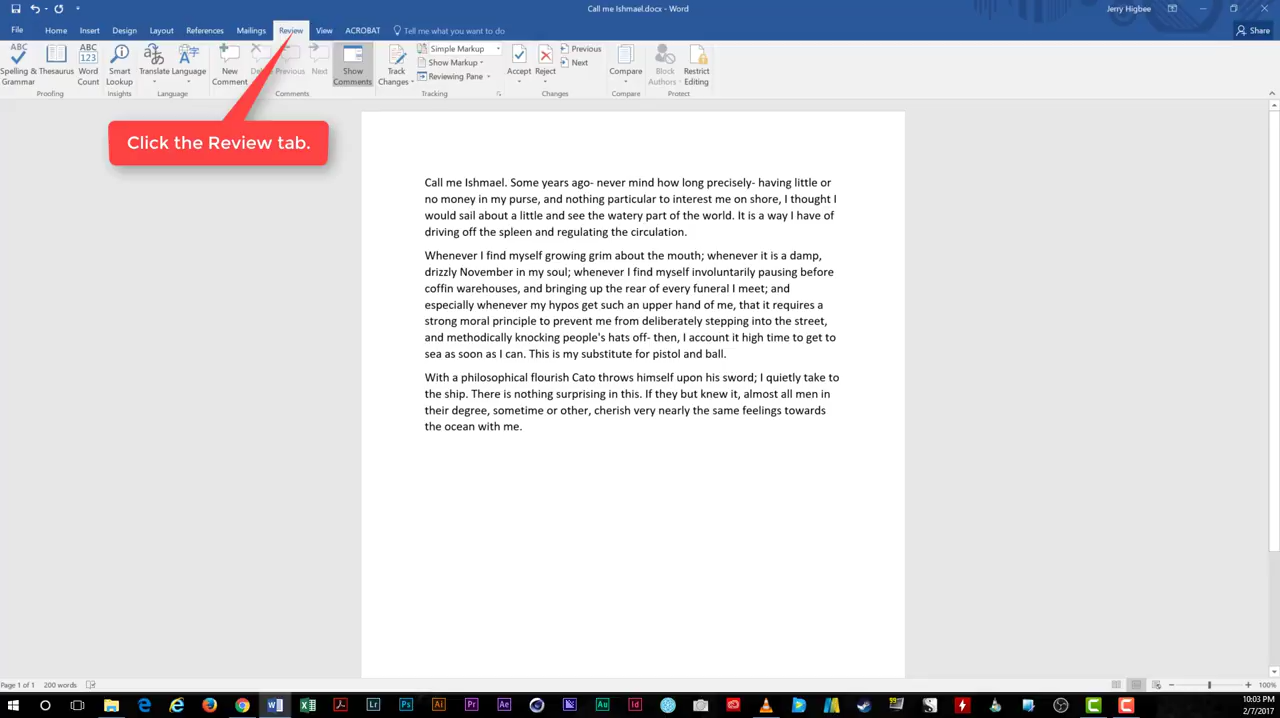 Call me Ishmael.docx - Word
Jerry Higbee
File Home Insert Design Layout References Mailings Review View ACROBAT Tell me what you want to do
Share
Spelling & Grammar
Thesaurus
Word Count
Smart Lookup
Translate
Language
New Comment
Previous
Next
Show Comments
Track Changes
Simple Markup
Show Markup
Reviewing Pane
Accept
Reject
Previous
Next
Compare
Block Authors
Restrict Editing
Proofing Insights Language Comments Tracking Changes Compare Protect
Click the Review tab.
Call me Ishmael. Some years ago- never mind how long precisely- having little or
no money in my purse, and nothing particular to interest me on shore, I thought I
would sail about a little and see the watery part of the world. It is a way I have of
driving off the spleen and regulating the circulation.
Whenever I find myself growing grim about the mouth; whenever it is a damp,
drizzly November in my soul; whenever I find myself involuntarily pausing before
coffin warehouses, and bringing up the rear of every funeral I meet; and
especially whenever my hypos get such an upper hand of me, that it requires a
strong moral principle to prevent me from deliberately stepping into the street,
and methodically knocking people's hats off- then, I account it high time to get to
sea as soon as I can. This is my substitute for pistol and ball.
With a philosophical flourish Cato throws himself upon his sword; I quietly take to
the ship. There is nothing surprising in this. If they but knew it, almost all men in
their degree, sometime or other, cherish very nearly the same feelings towards
the ocean with me.
Page 1 of 1 200 words
100%
10:03 PM
2/7/2017